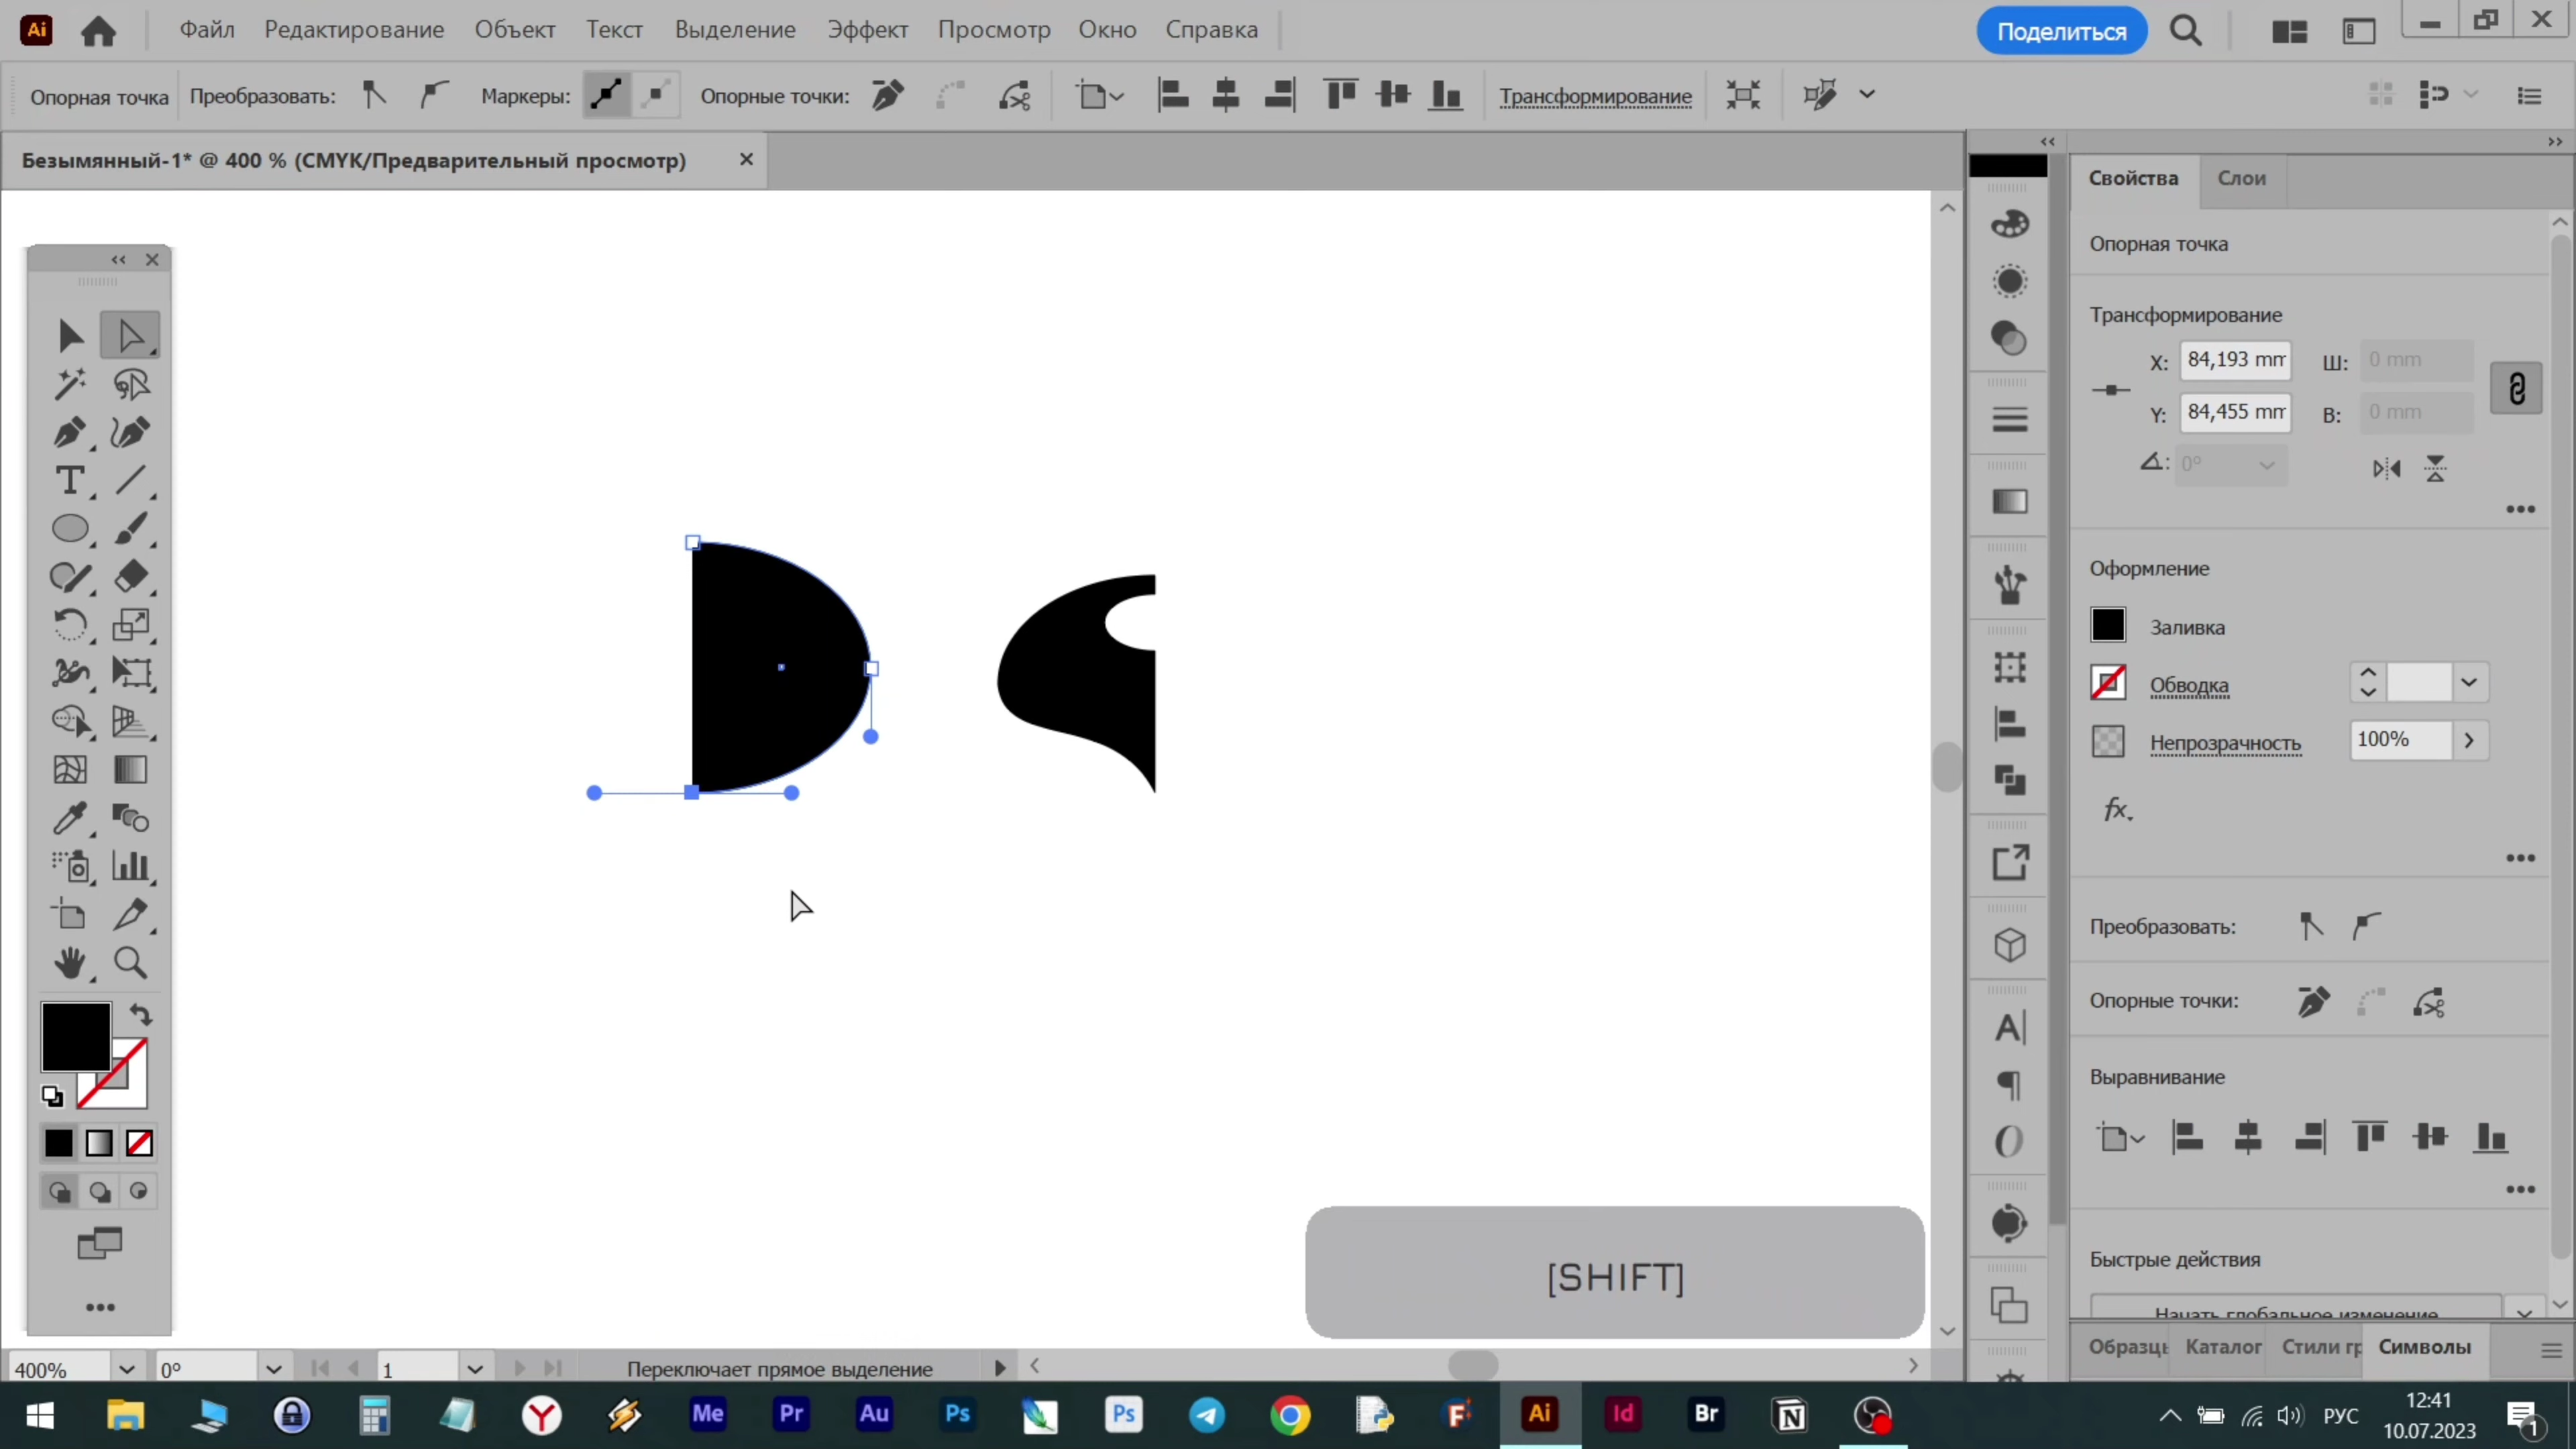 Ai Файл Редактирование Объект Текст Выделение Эффект Просмотр Окно Справка Поделиться
Опорная точка Преобразовать: Маркеры: Опорные точки: Трансформирование
Безымянный-1* @ 400 % (CMYK/Предварительный просмотр)
Свойства Слои
Опорная точка
Трансформирование
X: 84,193 mm Ш: 0 mm
Y: 84,455 mm В: 0 mm
0°
Оформление
Заливка
Обводка
Непрозрачность 100%
fx
Преобразовать:
Опорные точки:
Выравнивание
Быстрые действия
Начать глобальное изменение
Образцы Каталог Стили гр Символы
[SHIFT]
400% 0° 1 Переключает прямое выделение
Me Pr Au Ps Ps Ai Id Br РУС 12:41
10.07.2023
1